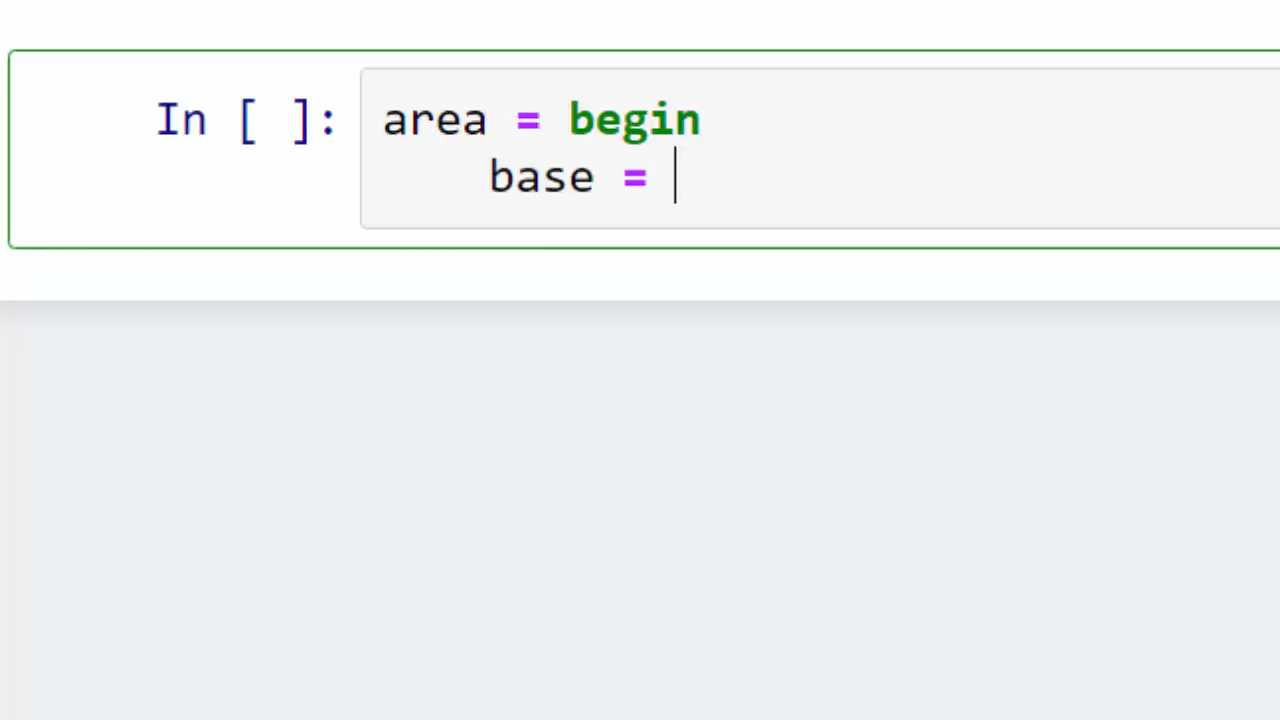 In [ ]: area = begin
base =